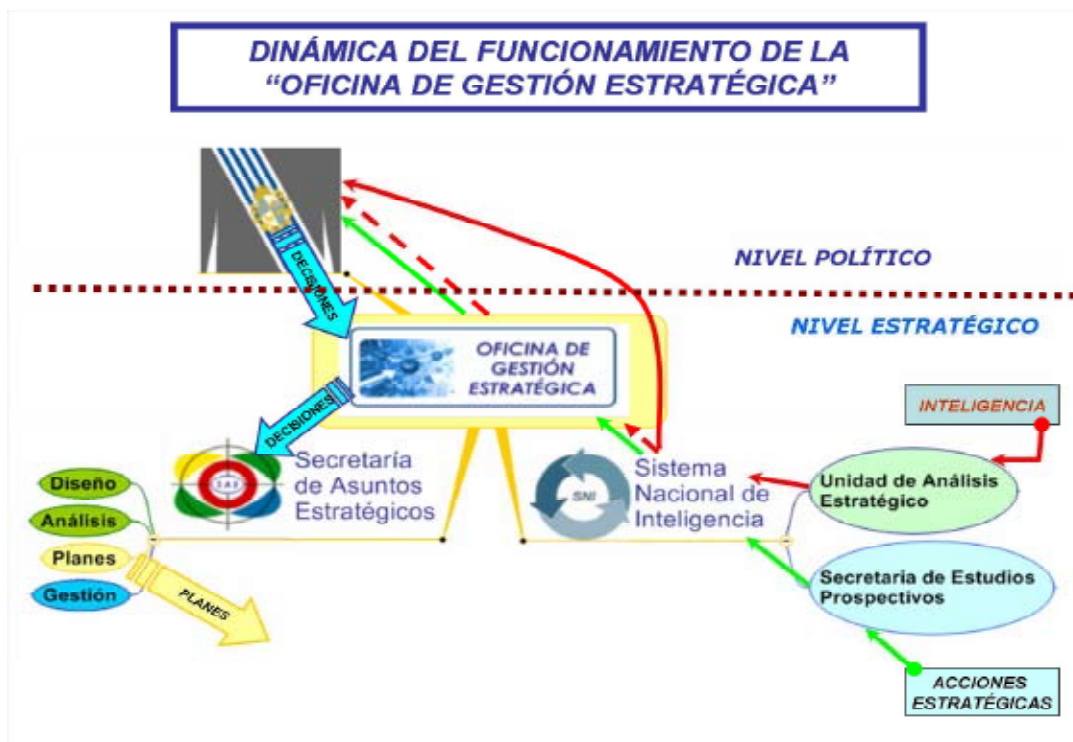 DINÁMICA DEL FUNCIONAMIENTO DE LA
“OFICINA DE GESTIÓN ESTRATÉGICA”
NIVEL POLÍTICO
DECISIONES
NIVEL ESTRATÉGICO
OFICINA DE
GESTIÓN
ESTRATÉGICA
DECISIONES
INTELIGENCIA
Secretaría
de Asuntos
Estratégicos
S A E
Sistema
Nacional de
Inteligencia
SNI
Unidad de Análisis
Estratégico
Diseño
Análisis
Planes
Gestión
PLANES
Secretaria de Estudios
Prospectivos
ACCIONES
ESTRATÉGICAS